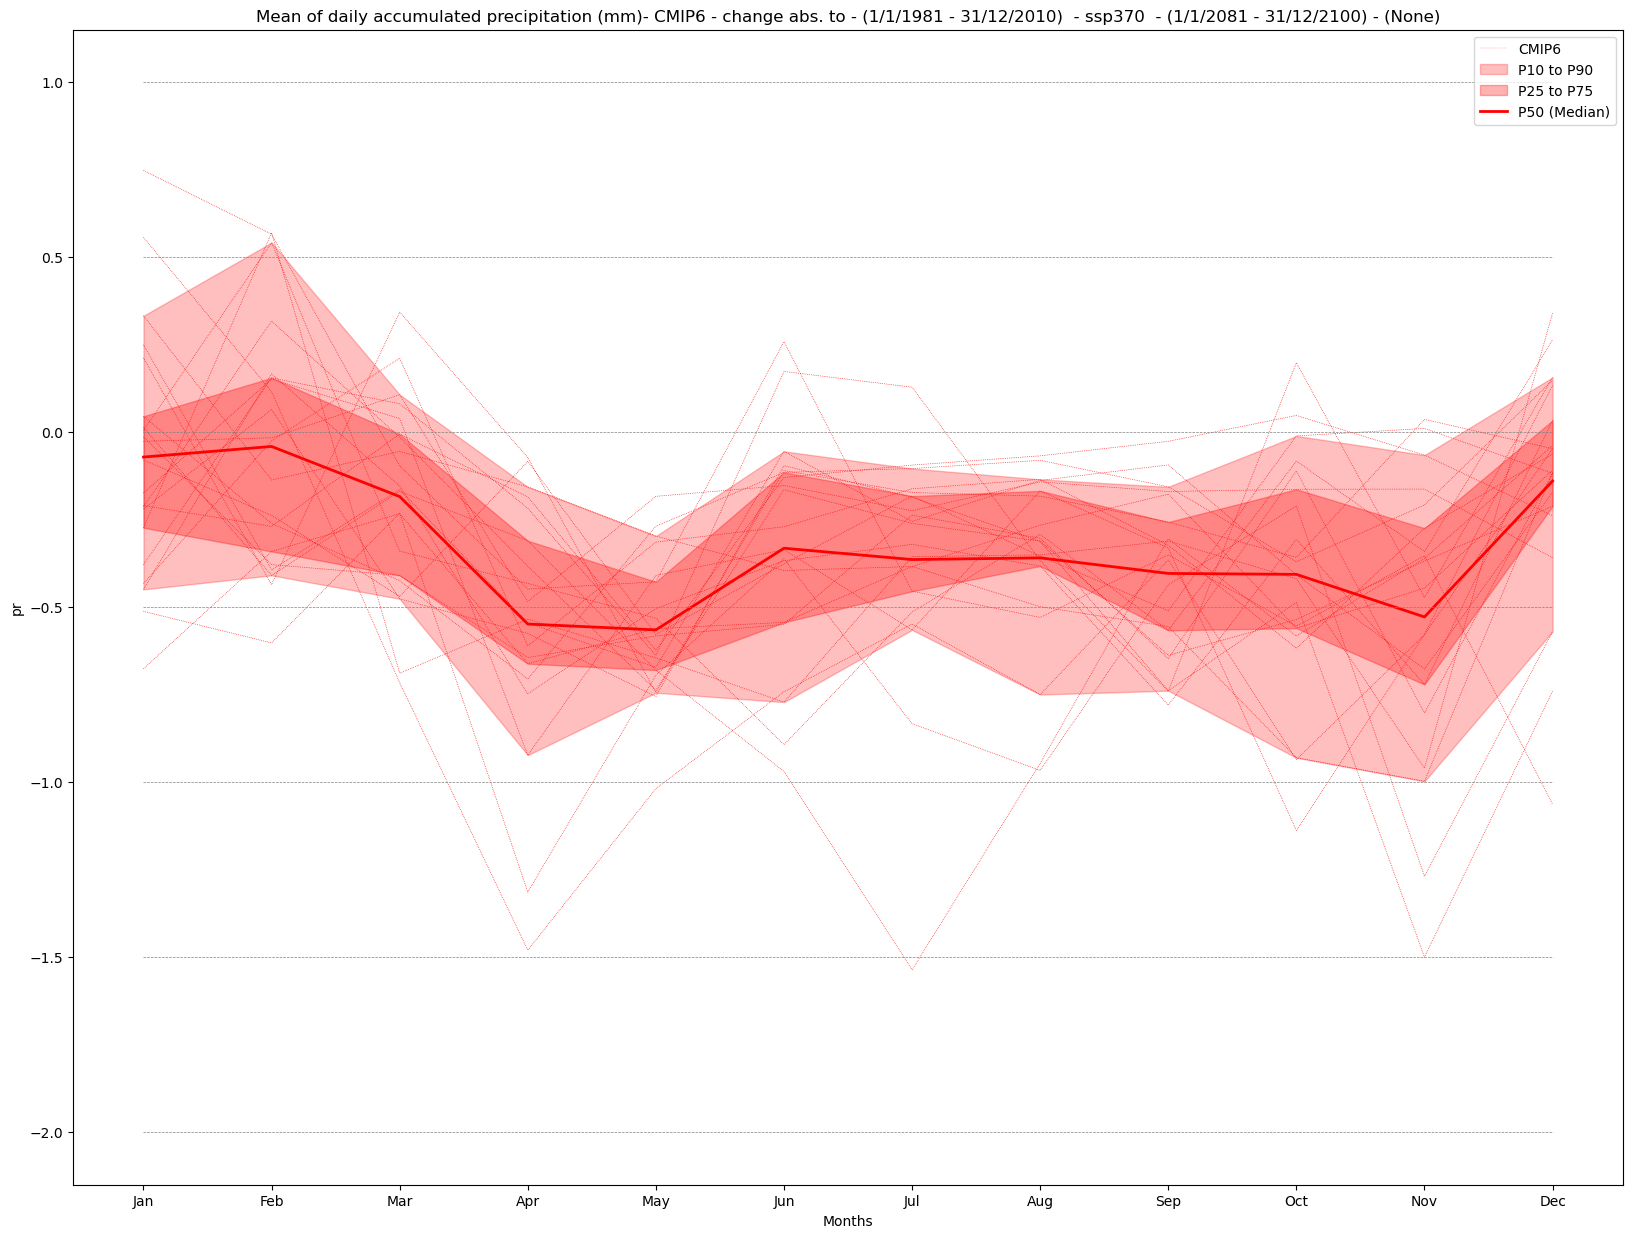 Mean of daily accumulated precipitation (mm)- CMIP6 - change abs. to - (1/1/1981 - 31/12/2010)  - ssp370  - (1/1/2081 - 31/12/2100) - (None)
CMIP6
P10 to P90
P25 to P75
P50 (Median)
1.0
0.5
0.0
−0.5
−1.0
−1.5
−2.0
pr
Jan Feb Mar Apr May Jun Jul Aug Sep Oct Nov Dec
Months